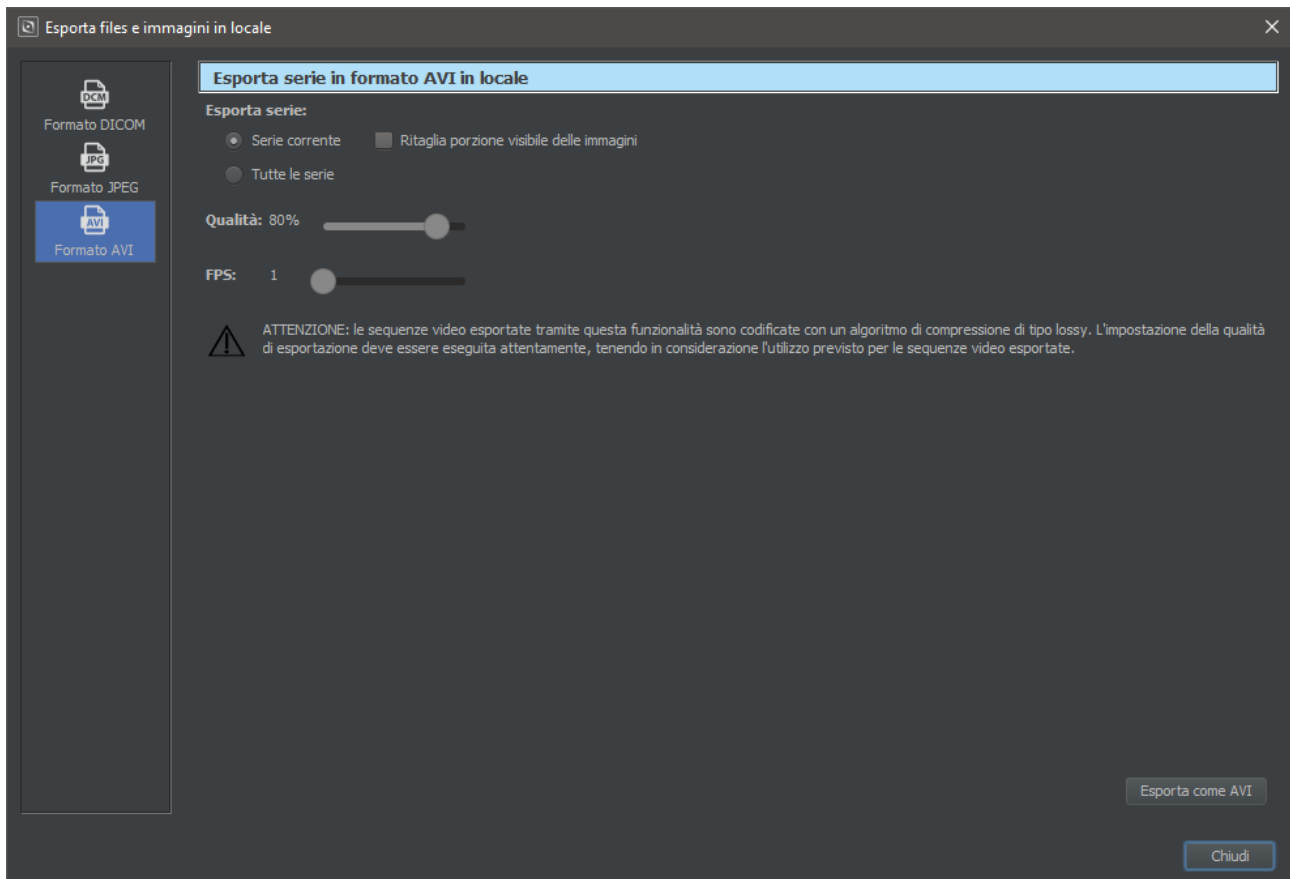 Esporta files e immagini in locale
DCM
Formato DICOM
JPG
Formato JPEG
AVI
Formato AVI
Esporta serie in formato AVI in locale
Esporta serie:
Serie corrente
Ritaglia porzione visibile delle immagini
Tutte le serie
Qualità: 80%
FPS: 1
ATTENZIONE: le sequenze video esportate tramite questa funzionalità sono codificate con un algoritmo di compressione di tipo lossy. L'impostazione della qualità
di esportazione deve essere eseguita attentamente, tenendo in considerazione l'utilizzo previsto per le sequenze video esportate.
Esporta come AVI
Chiudi